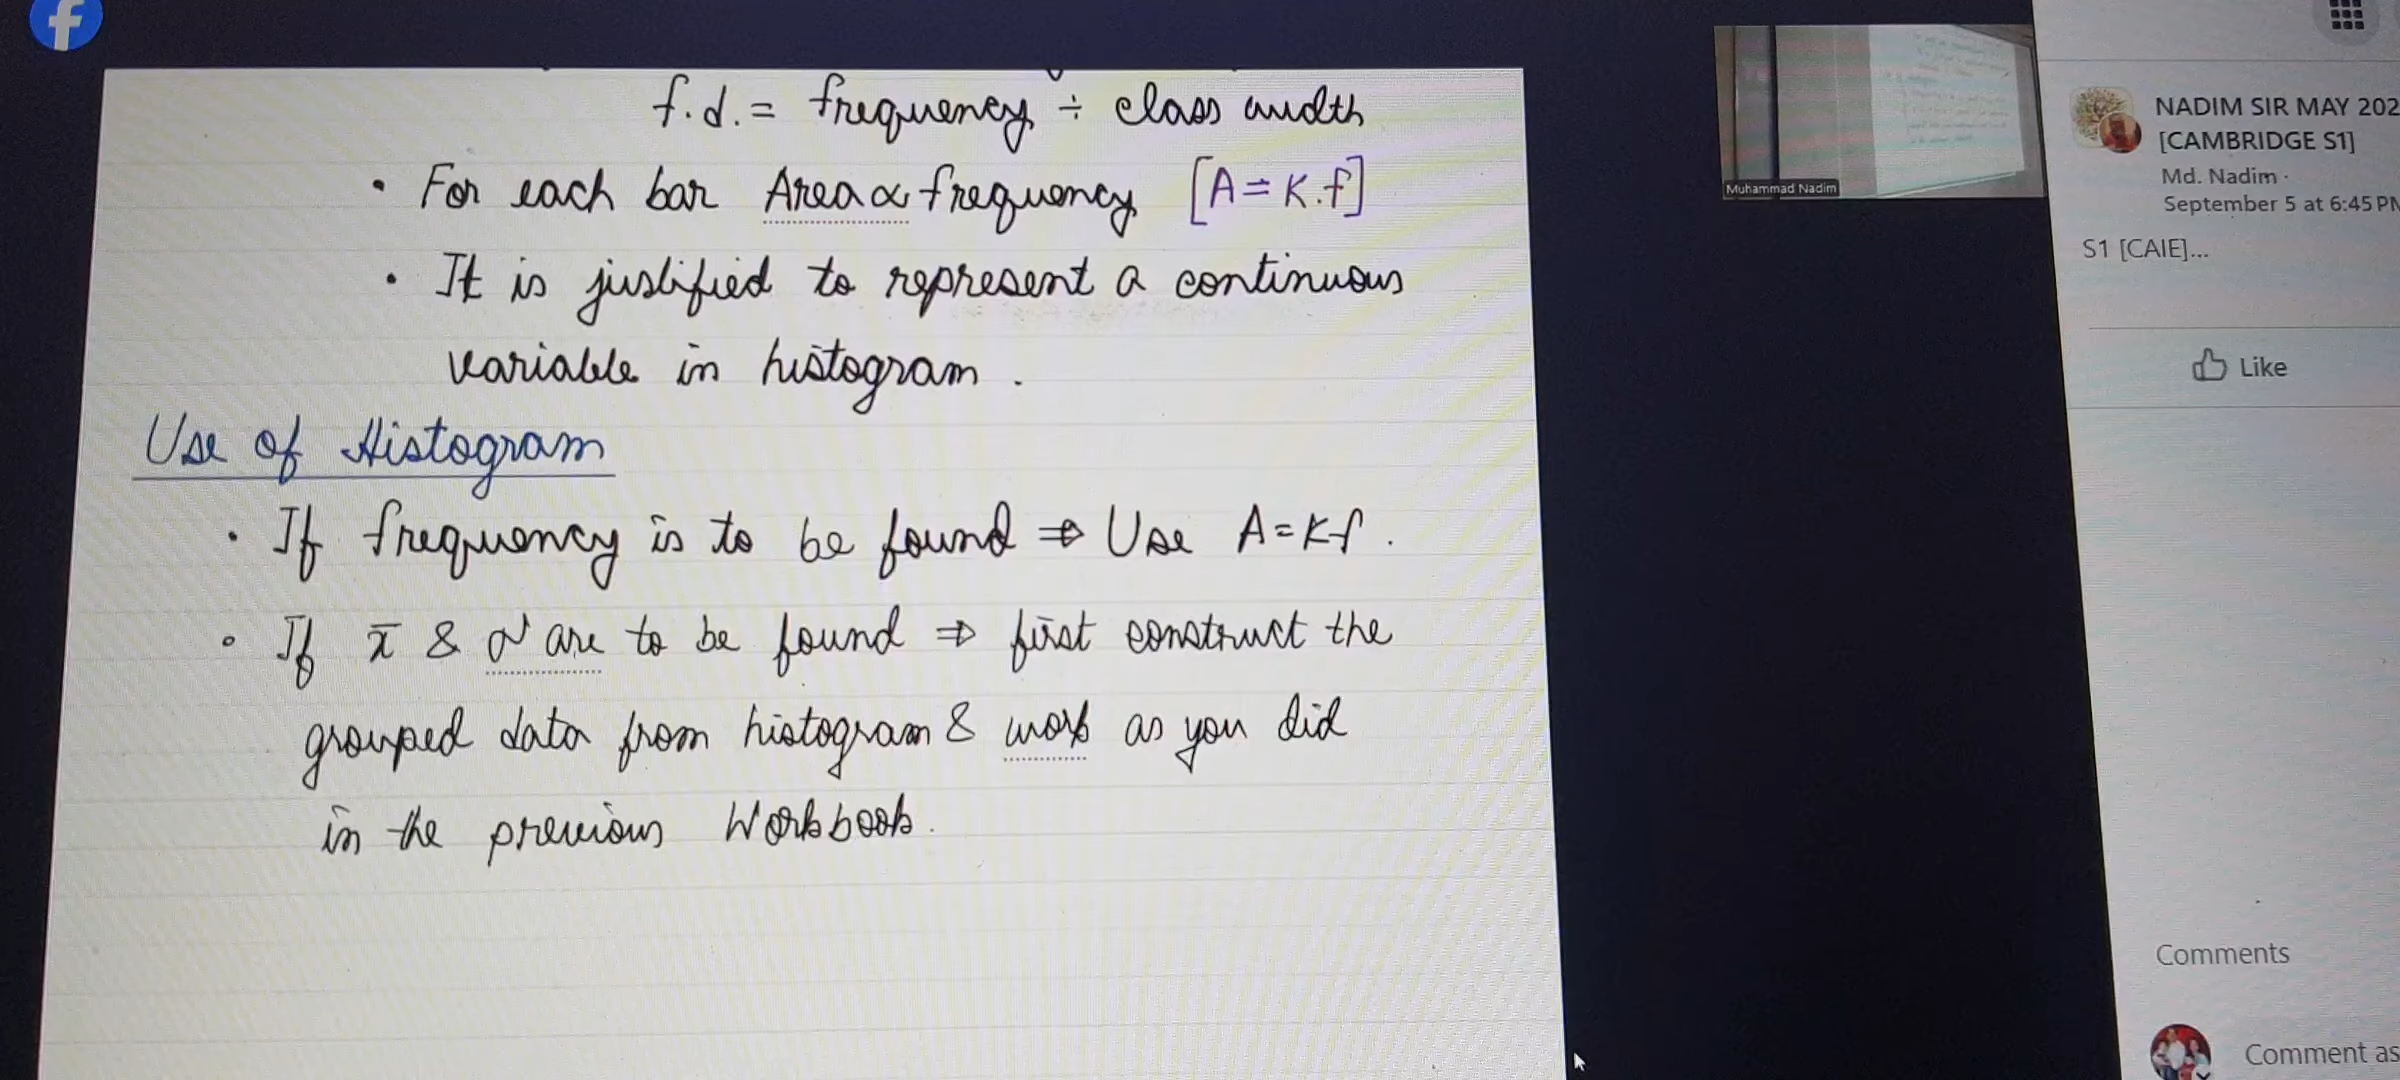 f.d. = frequency ÷ class width
• For each bar Area ∝ frequency [A = K.f]
• It is justified to represent a continuous
variable in histogram.
Use of Histogram
• If frequency is to be found ⇒ Use A = Kf.
• If x̄ & σ are to be found ⇒ first construct the
grouped data from histogram & work as you did
in the previous Workbook.
Muhammad Nadim
NADIM SIR MAY 202
[CAMBRIDGE S1]
Md. Nadim ·
September 5 at 6:45 PM
S1 [CAIE]...
Like
Comments
Comment as